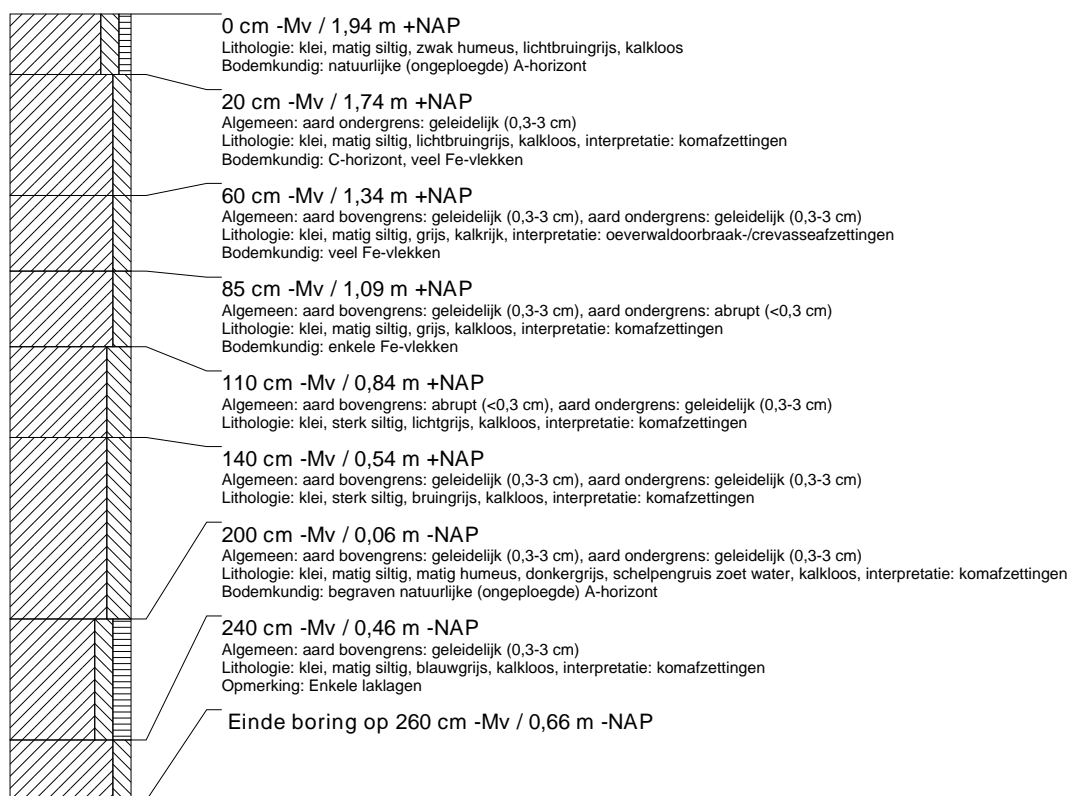 0 cm -Mv / 1,94 m +NAP
Lithologie: klei, matig siltig, zwak humeus, lichtbruingrijs, kalkloos
Bodemkundig: natuurlijke (ongeploegde) A-horizont
20 cm -Mv / 1,74 m +NAP
Algemeen: aard ondergrens: geleidelijk (0,3-3 cm)
Lithologie: klei, matig siltig, lichtbruingrijs, kalkloos, interpretatie: komafzettingen
Bodemkundig: C-horizont, veel Fe-vlekken
60 cm -Mv / 1,34 m +NAP
Algemeen: aard bovengrens: geleidelijk (0,3-3 cm), aard ondergrens: geleidelijk (0,3-3 cm)
Lithologie: klei, matig siltig, grijs, kalkrijk, interpretatie: oeverwaldoorbraak-/crevasseafzettingen
Bodemkundig: veel Fe-vlekken
85 cm -Mv / 1,09 m +NAP
Algemeen: aard bovengrens: geleidelijk (0,3-3 cm), aard ondergrens: abrupt (<0,3 cm)
Lithologie: klei, matig siltig, grijs, kalkloos, interpretatie: komafzettingen
Bodemkundig: enkele Fe-vlekken
110 cm -Mv / 0,84 m +NAP
Algemeen: aard bovengrens: abrupt (<0,3 cm), aard ondergrens: geleidelijk (0,3-3 cm)
Lithologie: klei, sterk siltig, lichtgrijs, kalkloos, interpretatie: komafzettingen
140 cm -Mv / 0,54 m +NAP
Algemeen: aard bovengrens: geleidelijk (0,3-3 cm), aard ondergrens: geleidelijk (0,3-3 cm)
Lithologie: klei, sterk siltig, bruingrijs, kalkloos, interpretatie: komafzettingen
200 cm -Mv / 0,06 m -NAP
Algemeen: aard bovengrens: geleidelijk (0,3-3 cm), aard ondergrens: geleidelijk (0,3-3 cm)
Lithologie: klei, matig siltig, matig humeus, donkergrijs, schelpengruis zoet water, kalkloos, interpretatie: komafzettingen
Bodemkundig: begraven natuurlijke (ongeploegde) A-horizont
240 cm -Mv / 0,46 m -NAP
Algemeen: aard bovengrens: geleidelijk (0,3-3 cm)
Lithologie: klei, matig siltig, blauwgrijs, kalkloos, interpretatie: komafzettingen
Opmerking: Enkele laklagen
Einde boring op 260 cm -Mv / 0,66 m -NAP